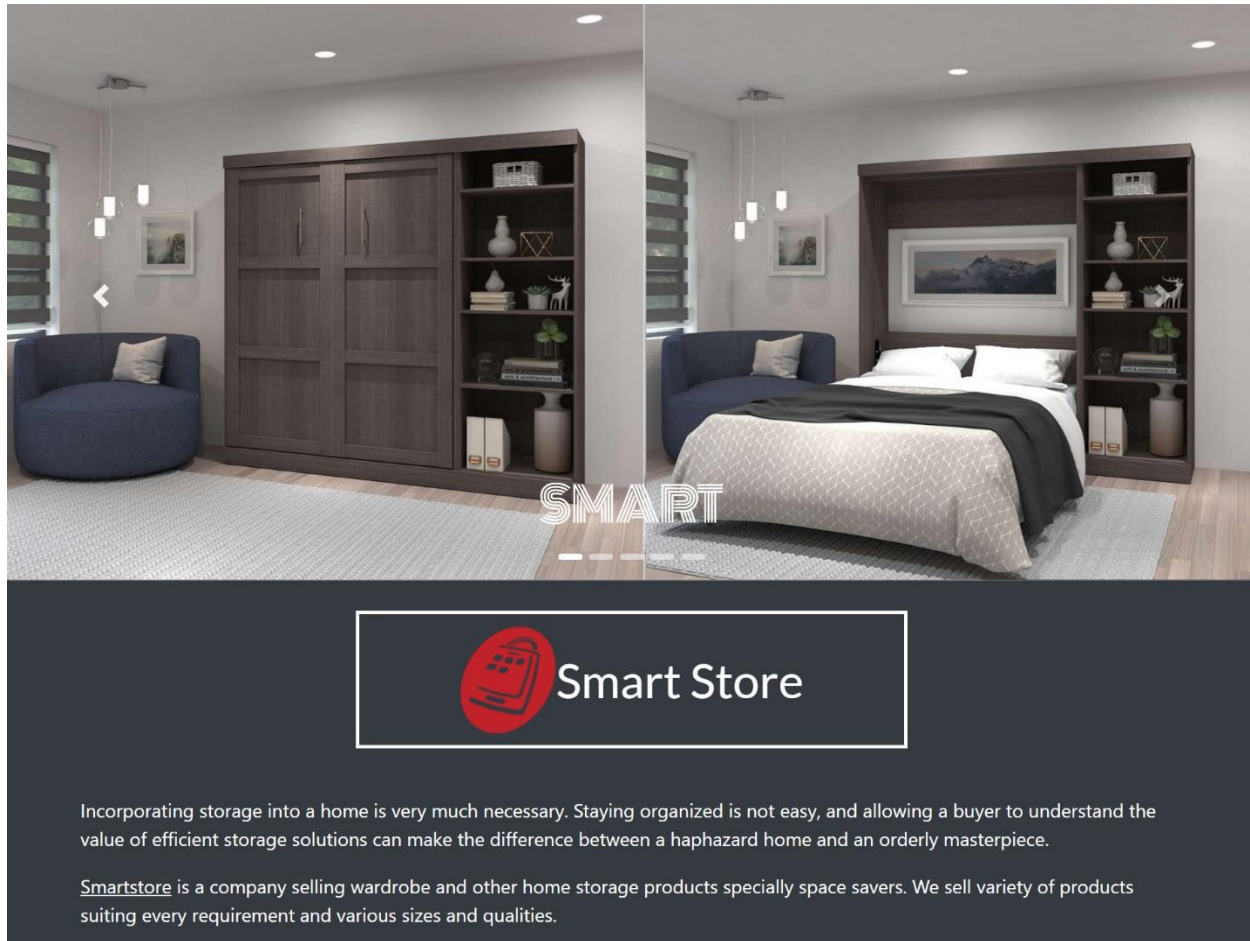 SMART
Smart Store
Incorporating storage into a home is very much necessary. Staying organized is not easy, and allowing a buyer to understand the
value of efficient storage solutions can make the difference between a haphazard home and an orderly masterpiece.
Smartstore is a company selling wardrobe and other home storage products specially space savers. We sell variety of products
suiting every requirement and various sizes and qualities.